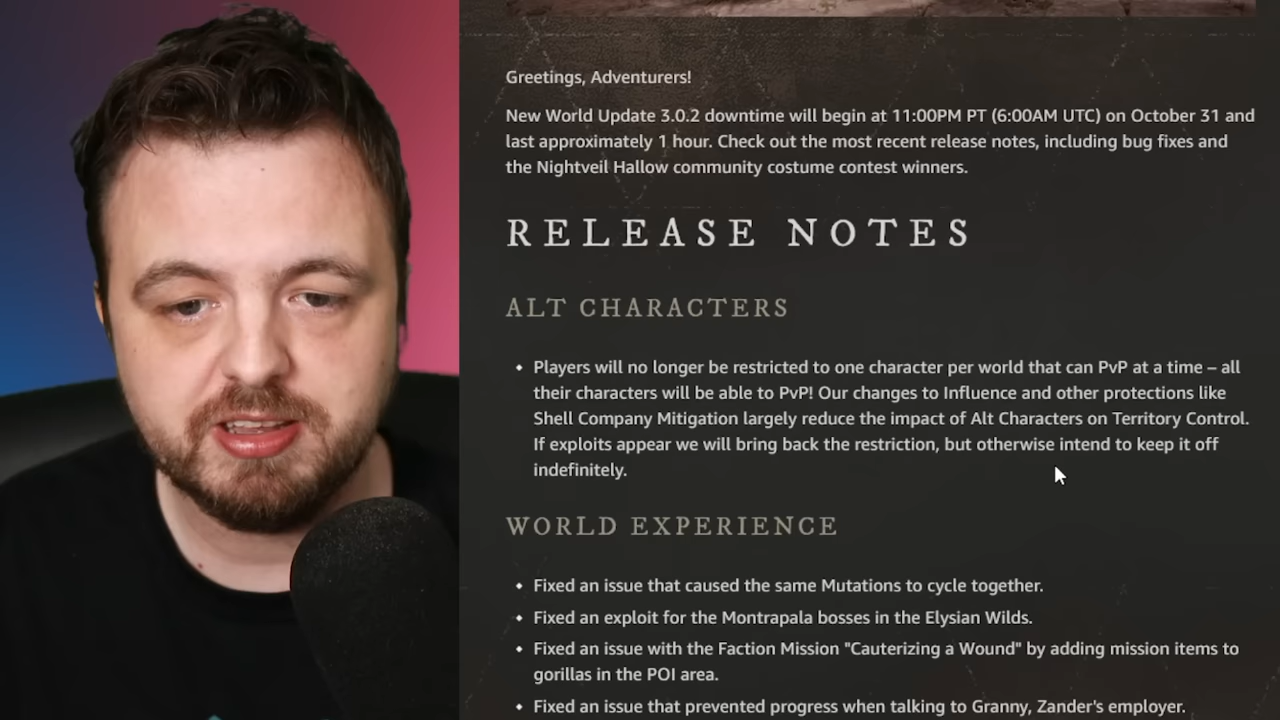 Greetings, Adventurers!
New World Update 3.0.2 downtime will begin at 11:00PM PT (6:00AM UTC) on October 31 and
last approximately 1 hour. Check out the most recent release notes, including bug fixes and
the Nightveil Hallow community costume contest winners.
RELEASE NOTES
ALT CHARACTERS
• Players will no longer be restricted to one character per world that can PvP at a time – all
their characters will be able to PvP! Our changes to Influence and other protections like
Shell Company Mitigation largely reduce the impact of Alt Characters on Territory Control.
If exploits appear we will bring back the restriction, but otherwise intend to keep it off
indefinitely.
WORLD EXPERIENCE
• Fixed an issue that caused the same Mutations to cycle together.
• Fixed an exploit for the Montrapala bosses in the Elysian Wilds.
• Fixed an issue with the Faction Mission "Cauterizing a Wound" by adding mission items to
gorillas in the POI area.
• Fixed an issue that prevented progress when talking to Granny, Zander's employer.